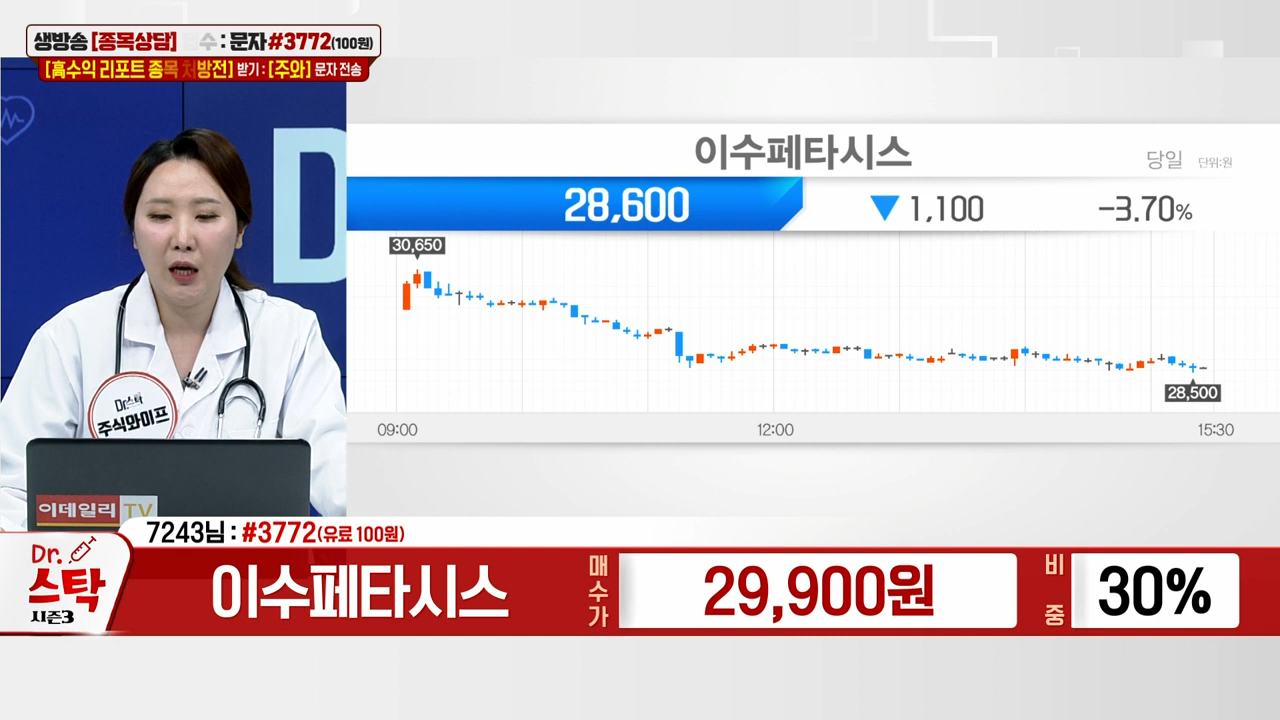 생방송 [종목상담] 수 : 문자 #3772 (100원)
[高수익 리포트 종목 처방전] 받기 : [주와] 문자 전송
D
이수페타시스
당일 단위:원
28,600 ▼ 1,100 -3.70%
30,650
28,500
09:00 12:00 15:30
Dr.스탁
주식와이프
이데일리 TV
7243님 : #3772 (유료 100원)
Dr.
스탁
시즌3
이수페타시스 매수가 29,900원 비중 30%